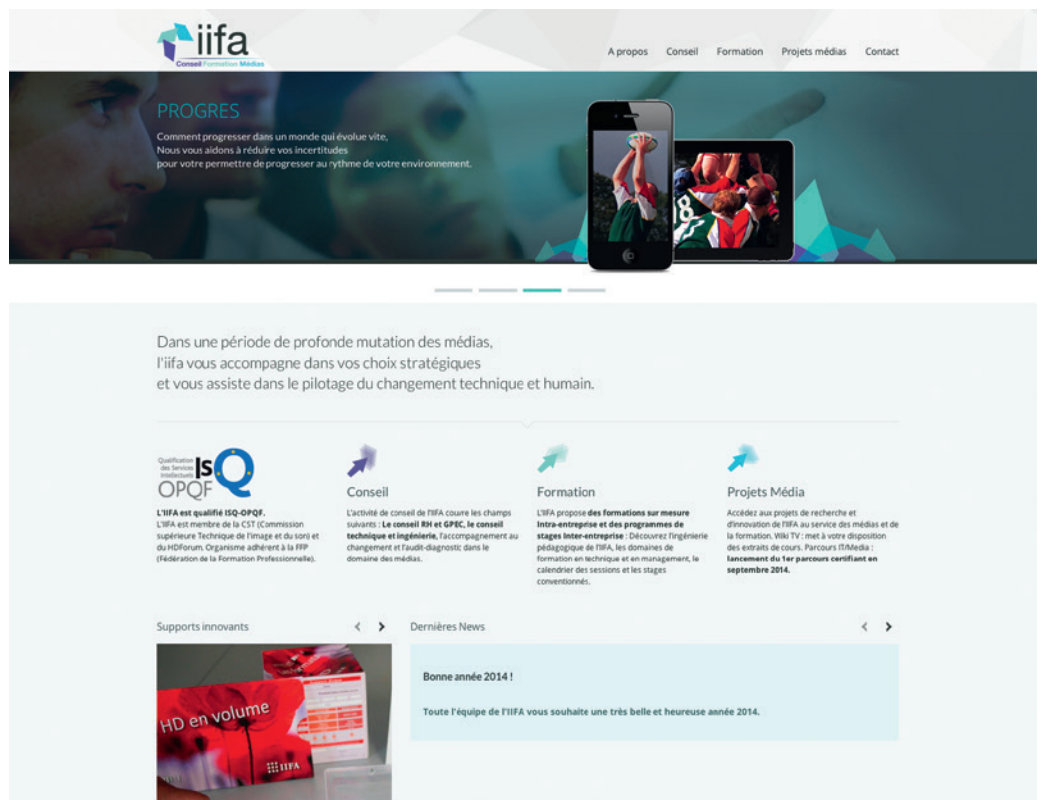 iifa
Conseil Formation Médias
A propos Conseil Formation Projets médias Contact
PROGRES
Comment progresser dans un monde qui évolue vite,
Nous vous aidons à réduire vos incertitudes
pour votre permettre de progresser au rythme de votre environnement.
8
Dans une période de profonde mutation des médias,
l'iifa vous accompagne dans vos choix stratégiques
et vous assiste dans le pilotage du changement technique et humain.
Qualification
des Services
Intellectuels
ISQ
OPQF
L'IIFA est qualifié ISQ-OPQF.
L'IIFA est membre de la CST (Commission
supérieure Technique de l'image et du son) et
du HDForum. Organisme adhérent à la FFP
(Fédération de la Formation Professionnelle).
Conseil
L'activité de conseil de l'IIFA couvre les champs
suivants : Le conseil RH et GPEC, le conseil
technique et ingénierie, l'accompagnement au
changement et l'audit-diagnostic dans le
domaine des médias.
Formation
L'IIFA propose des formations sur mesure
Intra-entreprise et des programmes de
stages Inter-entreprise : Découvrez l'ingénierie
pédagogique de l'IIFA, les domaines de
formation en technique et en management, le
calendrier des sessions et les stages
conventionnés.
Projets Média
Accédez aux projets de recherche et
d'innovation de l'IIFA au service des médias et de
la formation. Wiki TV : met à votre disposition
des extraits de cours. Parcours IT/Media :
lancement du 1er parcours certifiant en
septembre 2014.
Supports innovants
HD en volume
IIFA
Dernières News
Bonne année 2014 !
Toute l'équipe de l'IIFA vous souhaite une très belle et heureuse année 2014.